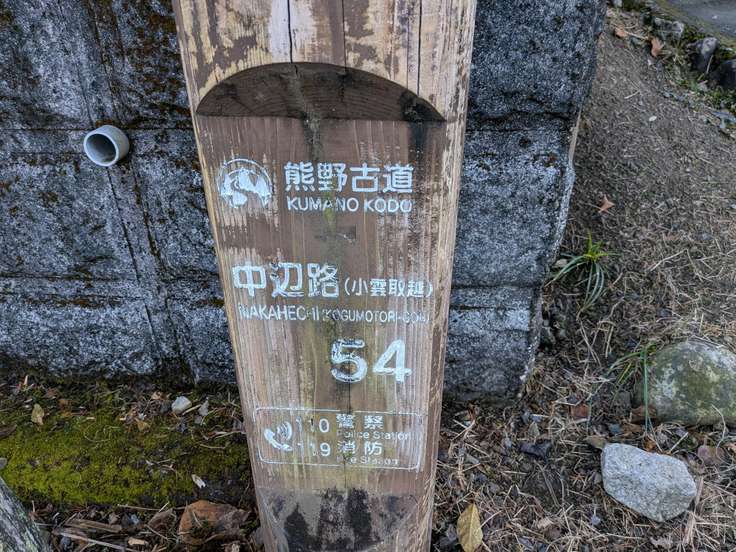 熊野古道
KUMANO KODO
中辺路(小雲取越)
NAKAHECHI(KOGUMOTORI-GOE)
54
110 警察
Police Station
119 消防
Station